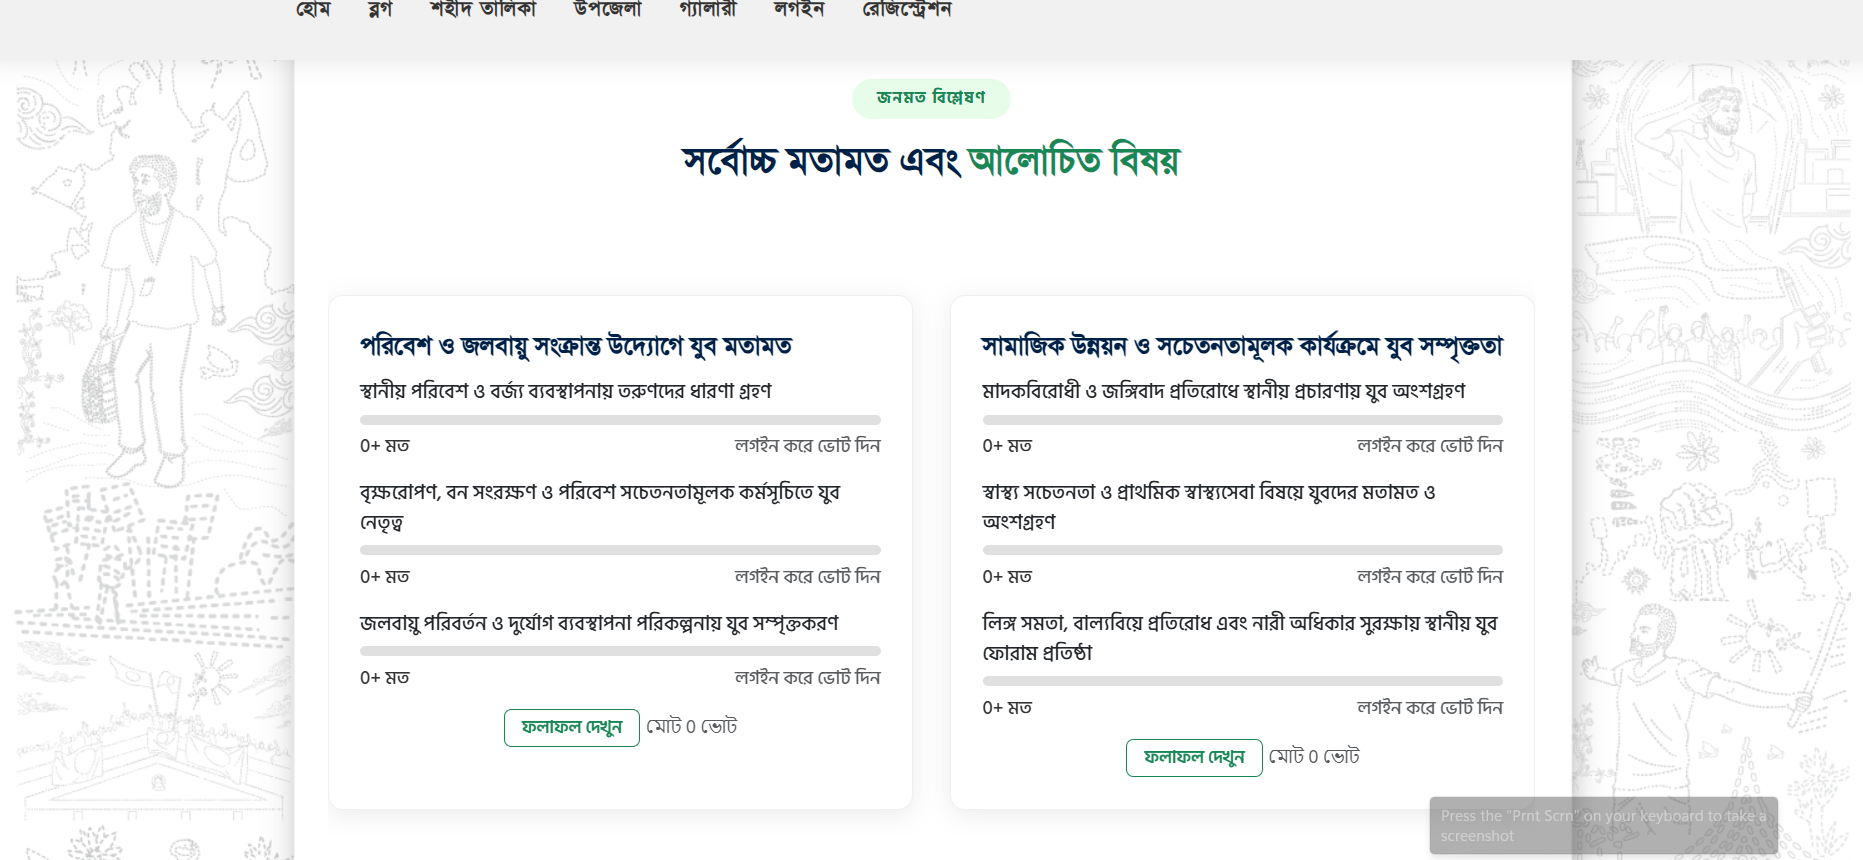 হোম ব্লগ শহীদ তালিকা উপজেলা গ্যালারী লগইন রেজিস্ট্রেশন
জনমত বিশ্লেষণ
সর্বোচ্চ মতামত এবং আলোচিত বিষয়
পরিবেশ ও জলবায়ু সংক্রান্ত উদ্যোগে যুব মতামত
স্থানীয় পরিবেশ ও বর্জ্য ব্যবস্থাপনায় তরুণদের ধারণা গ্রহণ
0+ মত লগইন করে ভোট দিন
বৃক্ষরোপণ, বন সংরক্ষণ ও পরিবেশ সচেতনতামূলক কর্মসূচিতে যুব
নেতৃত্ব
0+ মত লগইন করে ভোট দিন
জলবায়ু পরিবর্তন ও দুর্যোগ ব্যবস্থাপনা পরিকল্পনায় যুব সম্পৃক্তকরণ
0+ মত লগইন করে ভোট দিন
ফলাফল দেখুন মোট 0 ভোট
সামাজিক উন্নয়ন ও সচেতনতামূলক কার্যক্রমে যুব সম্পৃক্ততা
মাদকবিরোধী ও জঙ্গিবাদ প্রতিরোধে স্থানীয় প্রচারণায় যুব অংশগ্রহণ
0+ মত লগইন করে ভোট দিন
স্বাস্থ্য সচেতনতা ও প্রাথমিক স্বাস্থ্যসেবা বিষয়ে যুবদের মতামত ও
অংশগ্রহণ
0+ মত লগইন করে ভোট দিন
লিঙ্গ সমতা, বাল্যবিয়ে প্রতিরোধ এবং নারী অধিকার সুরক্ষায় স্থানীয় যুব
ফোরাম প্রতিষ্ঠা
0+ মত লগইন করে ভোট দিন
ফলাফল দেখুন মোট 0 ভোট
Press the "Prnt Scrn" on your keyboard to take a
screenshot